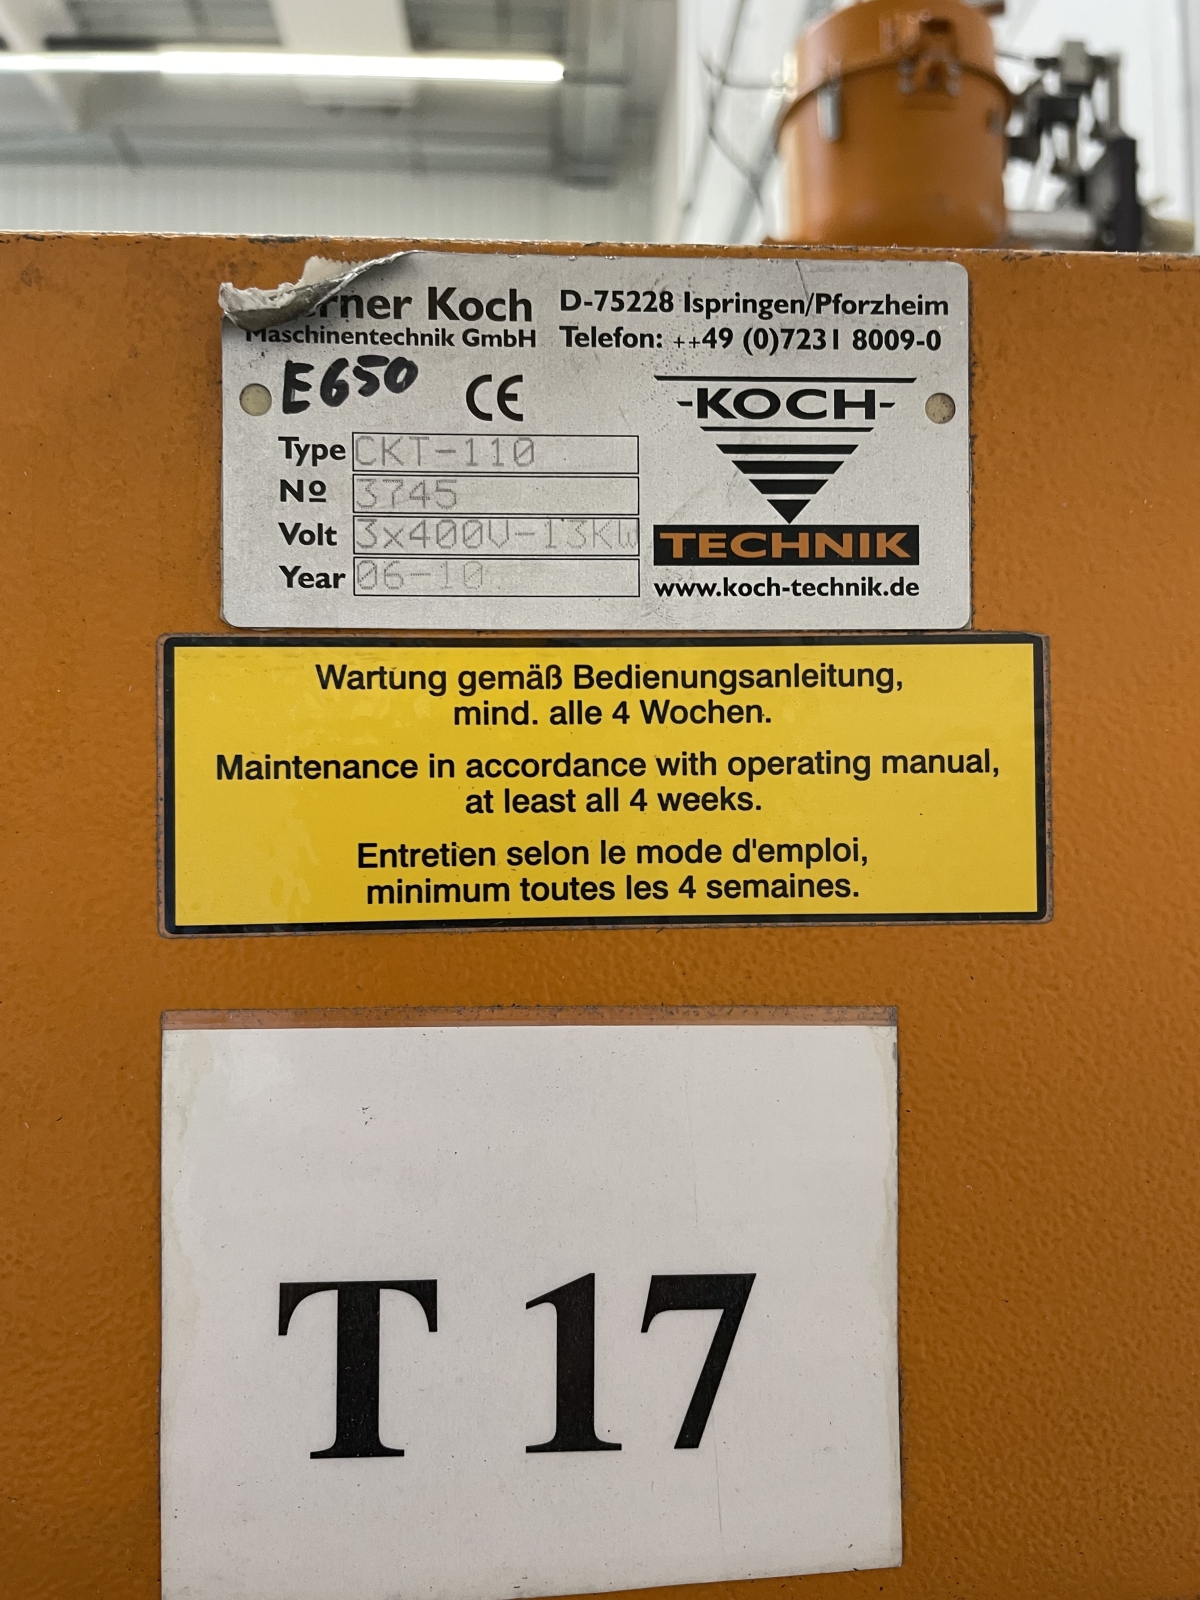 Werner Koch
Maschinentechnik GmbH
D-75228 Ispringen/Pforzheim
Telefon: ++49 (0)7231 8009-0
E650
CE
Type CKT-110
Nº 3745
Volt 3x400V-13KW
Year 06-10
-KOCH-
TECHNIK
www.koch-technik.de
Wartung gemäß Bedienungsanleitung,
mind. alle 4 Wochen.
Maintenance in accordance with operating manual,
at least all 4 weeks.
Entretien selon le mode d'emploi,
minimum toutes les 4 semaines.
T 17